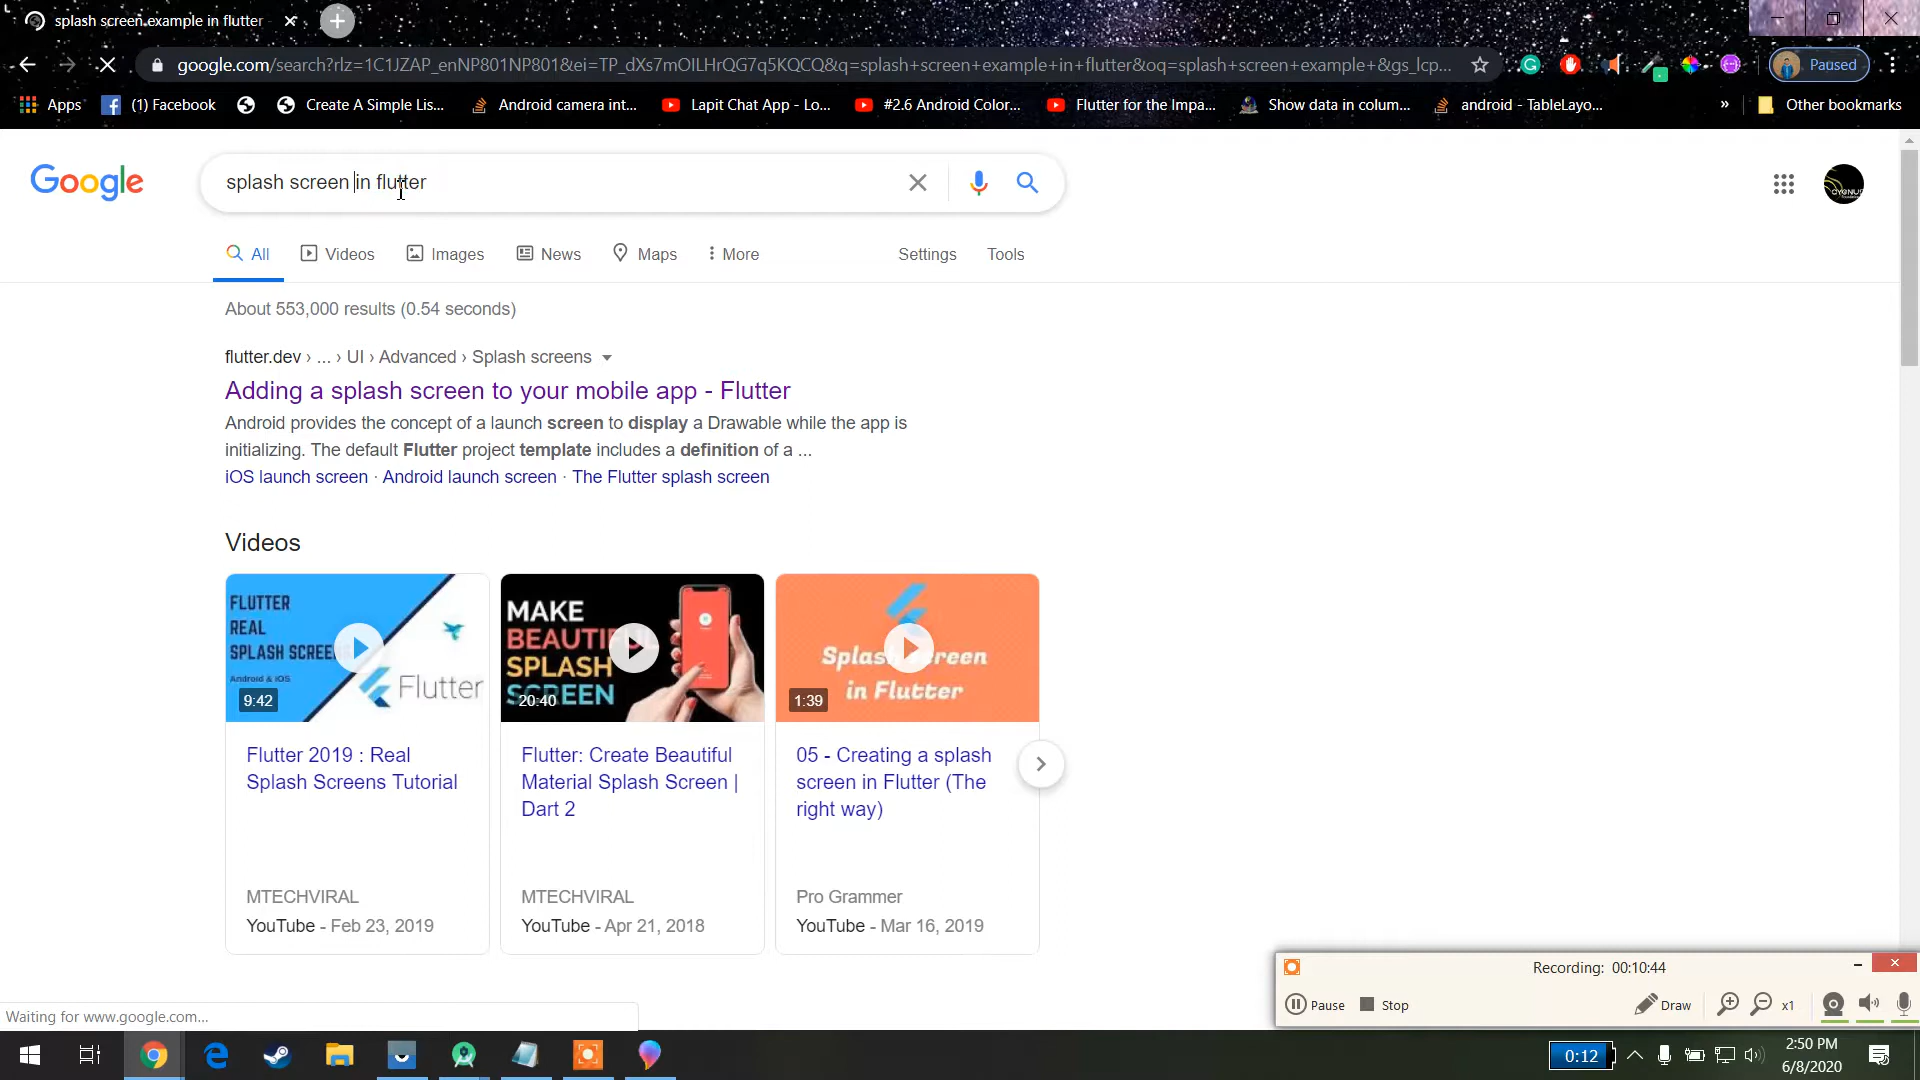 splash screen example in flutter
google.com/search?rlz=1C1JZAP_enNP801NP801&ei=TP_dXs7mOILHrQG7q5KQCQ&q=splash+screen+example+in+flutter&oq=splash+screen+example+&gs_lcp...
Paused
Apps
(1) Facebook
Create A Simple Lis...
Android camera int...
Lapit Chat App - Lo...
#2.6 Android Color...
Flutter for the Impa...
Show data in colum...
android - TableLayo...
»
Other bookmarks
Google
splash screen in flutter
CYGNUS
All
Videos
Images
News
Maps
More
Settings
Tools
About 553,000 results (0.54 seconds)
flutter.dev › ... › UI › Advanced › Splash screens
Adding a splash screen to your mobile app - Flutter
Android provides the concept of a launch screen to display a Drawable while the app is
initializing. The default Flutter project template includes a definition of a ...
iOS launch screen · Android launch screen · The Flutter splash screen
Videos
FLUTTER
REAL
SPLASH SCREE
Android & iOS
Flutter
9:42
MAKE
BEAUTI
SPLASH
SCREEN
20:40
Splash Screen
in Flutter
1:39
Flutter 2019 : Real
Splash Screens Tutorial
MTECHVIRAL
YouTube - Feb 23, 2019
Flutter: Create Beautiful
Material Splash Screen |
Dart 2
MTECHVIRAL
YouTube - Apr 21, 2018
05 - Creating a splash
screen in Flutter (The
right way)
Pro Grammer
YouTube - Mar 16, 2019
Recording: 00:10:44
Pause
Stop
Draw
x1
Waiting for www.google.com...
0:12
2:50 PM
6/8/2020